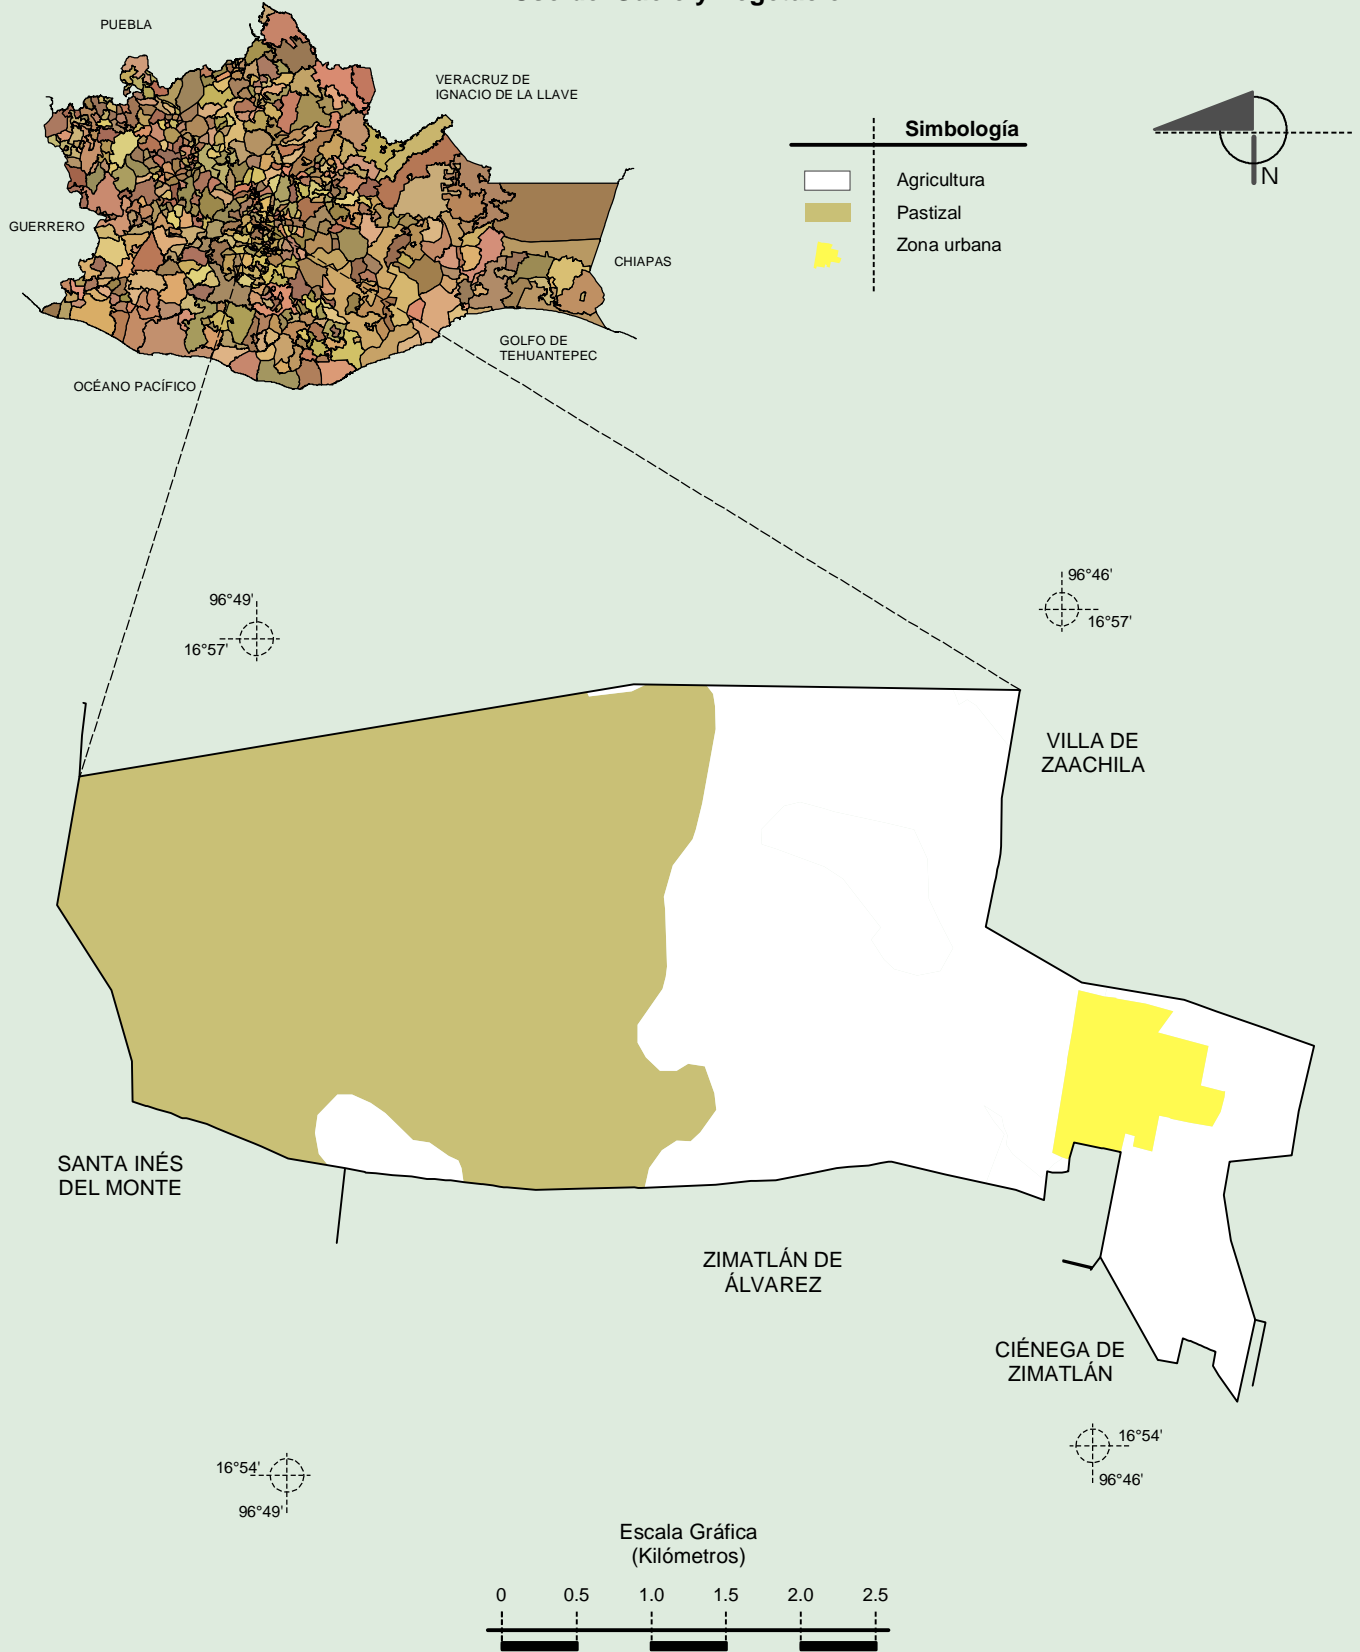 PUEBLA
VERACRUZ DE
IGNACIO DE LA LLAVE
GUERRERO
CHIAPAS
GOLFO DE
TEHUANTEPEC
OCÉANO PACÍFICO
Simbología
Agricultura
Pastizal
Zona urbana
N
96°49'
16°57'
96°46'
16°57'
VILLA DE
ZAACHILA
SANTA INÉS
DEL MONTE
ZIMATLÁN DE
ÁLVAREZ
CIÉNEGA DE
ZIMATLÁN
16°54'
96°49'
16°54'
96°46'
Escala Gráfica
(Kilómetros)
0 0.5 1.0 1.5 2.0 2.5